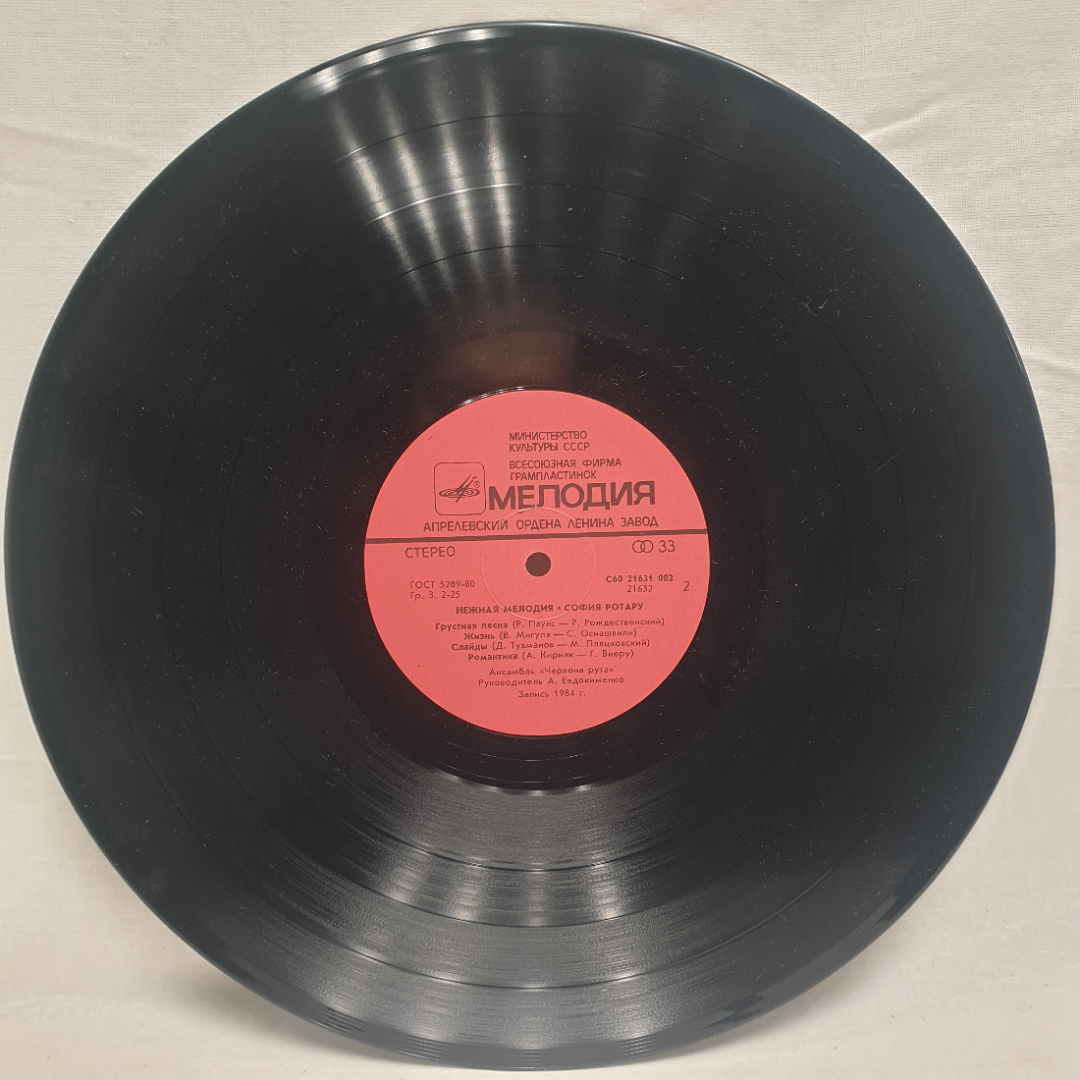 МИНИСТЕРСТВО
КУЛЬТУРЫ СССР
ВСЕСОЮЗНАЯ ФИРМА
ГРАМПЛАСТИНОК
® МЕЛОДИЯ
АПРЕЛЕВСКИЙ ОРДЕНА ЛЕНИНА ЗАВОД
СТЕРЕО 33
ГОСТ 5289-80 С60 21631 002
Гр. 3. 2-25 21632 2
НЕЖНАЯ МЕЛОДИЯ • СОФИЯ РОТАРУ
Грустная песня (Р. Паулс — Р. Рождественский)
Жизнь (В. Мигуля — С. Осиашвили)
Слайды (Д. Тухманов — М. Пляцковский)
Романтика (А. Кирияк — Г. Виеру)
Ансамбль «Червона рута»
Руководитель А. Евдокименко
Запись 1984 г.